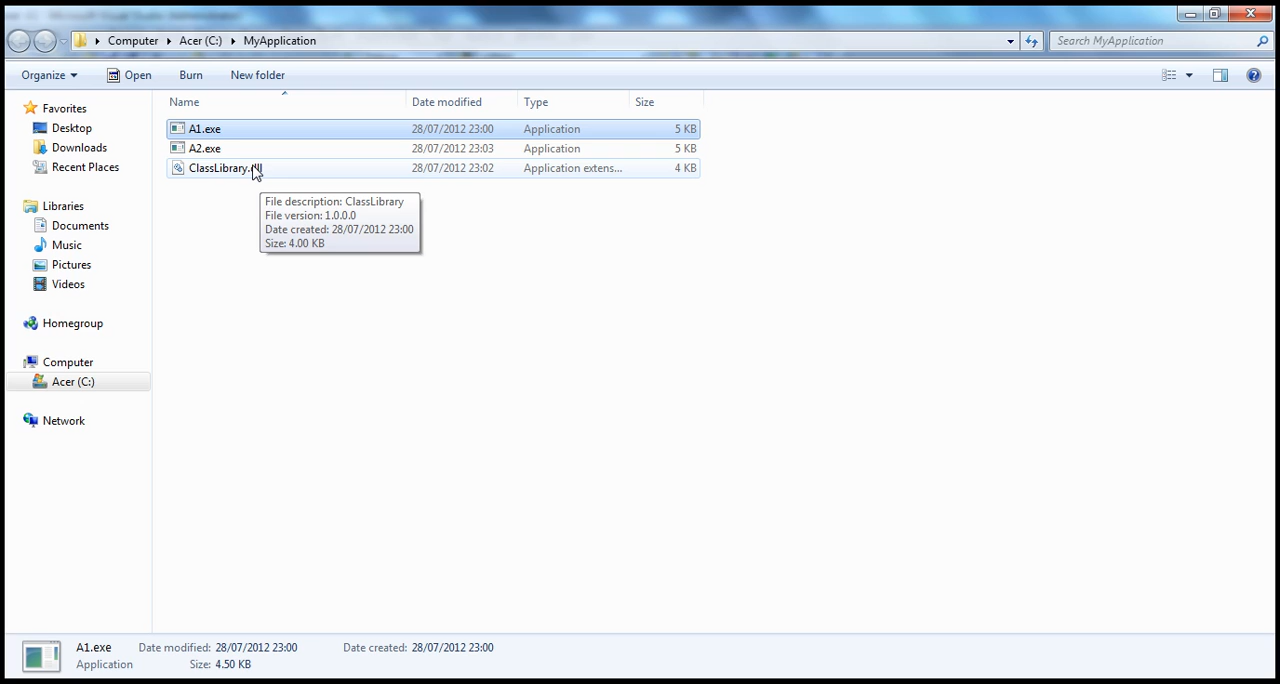 Computer ▸ Acer (C:) ▸ MyApplication
Search MyApplication
Organize Open Burn New folder
Name Date modified Type Size
A1.exe 28/07/2012 23:00 Application 5 KB
A2.exe 28/07/2012 23:03 Application 5 KB
ClassLibrary.dll 28/07/2012 23:02 Application extens... 4 KB
File description: ClassLibrary
File version: 1.0.0.0
Date created: 28/07/2012 23:00
Size: 4.00 KB
Favorites
Desktop
Downloads
Recent Places
Libraries
Documents
Music
Pictures
Videos
Homegroup
Computer
Acer (C:)
Network
A1.exe Date modified: 28/07/2012 23:00 Date created: 28/07/2012 23:00
Application Size: 4.50 KB